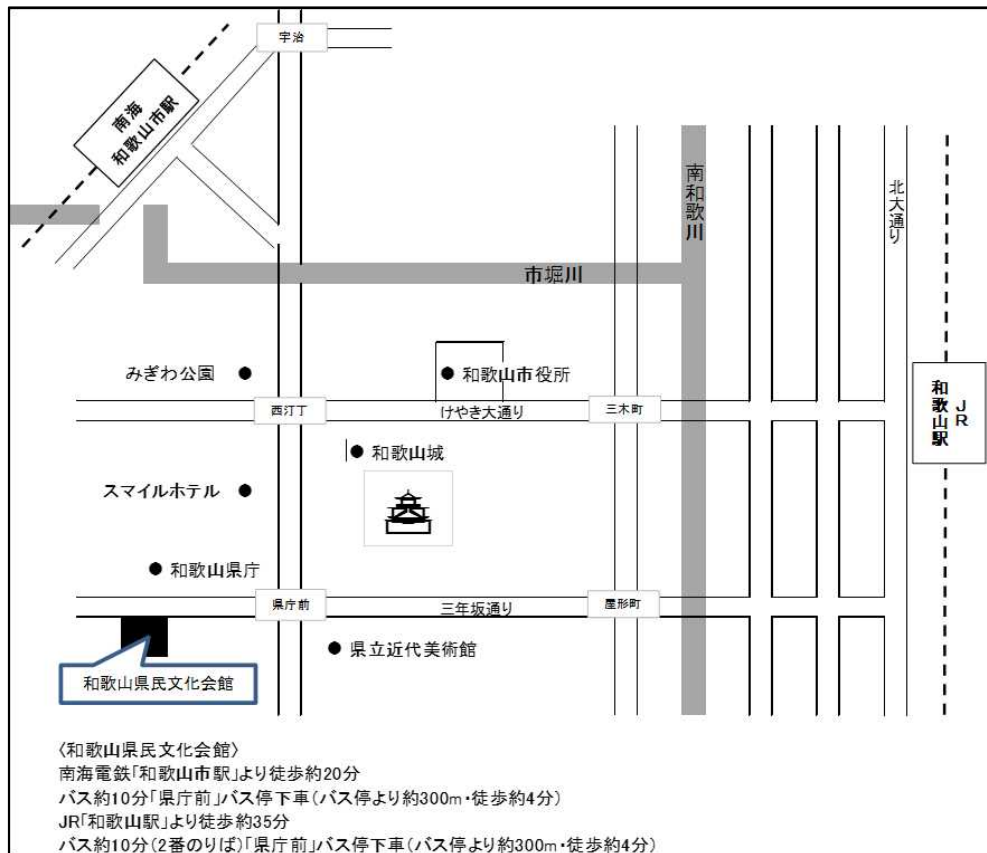 宇治
南海
和歌山市駅
南和歌川
北大通り
市堀川
みぎわ公園
和歌山市役所
西汀丁
けやき大通り
三木町
JR
和歌山駅
和歌山城
スマイルホテル
和歌山県庁
県庁前
三年坂通り
屋形町
県立近代美術館
和歌山県民文化会館
〈和歌山県民文化会館〉
南海電鉄「和歌山市駅」より徒歩約20分
バス約10分「県庁前」バス停下車（バス停より約300m・徒歩約4分）
JR「和歌山駅」より徒歩約35分
バス約10分（2番のりば）「県庁前」バス停下車（バス停より約300m・徒歩約4分）